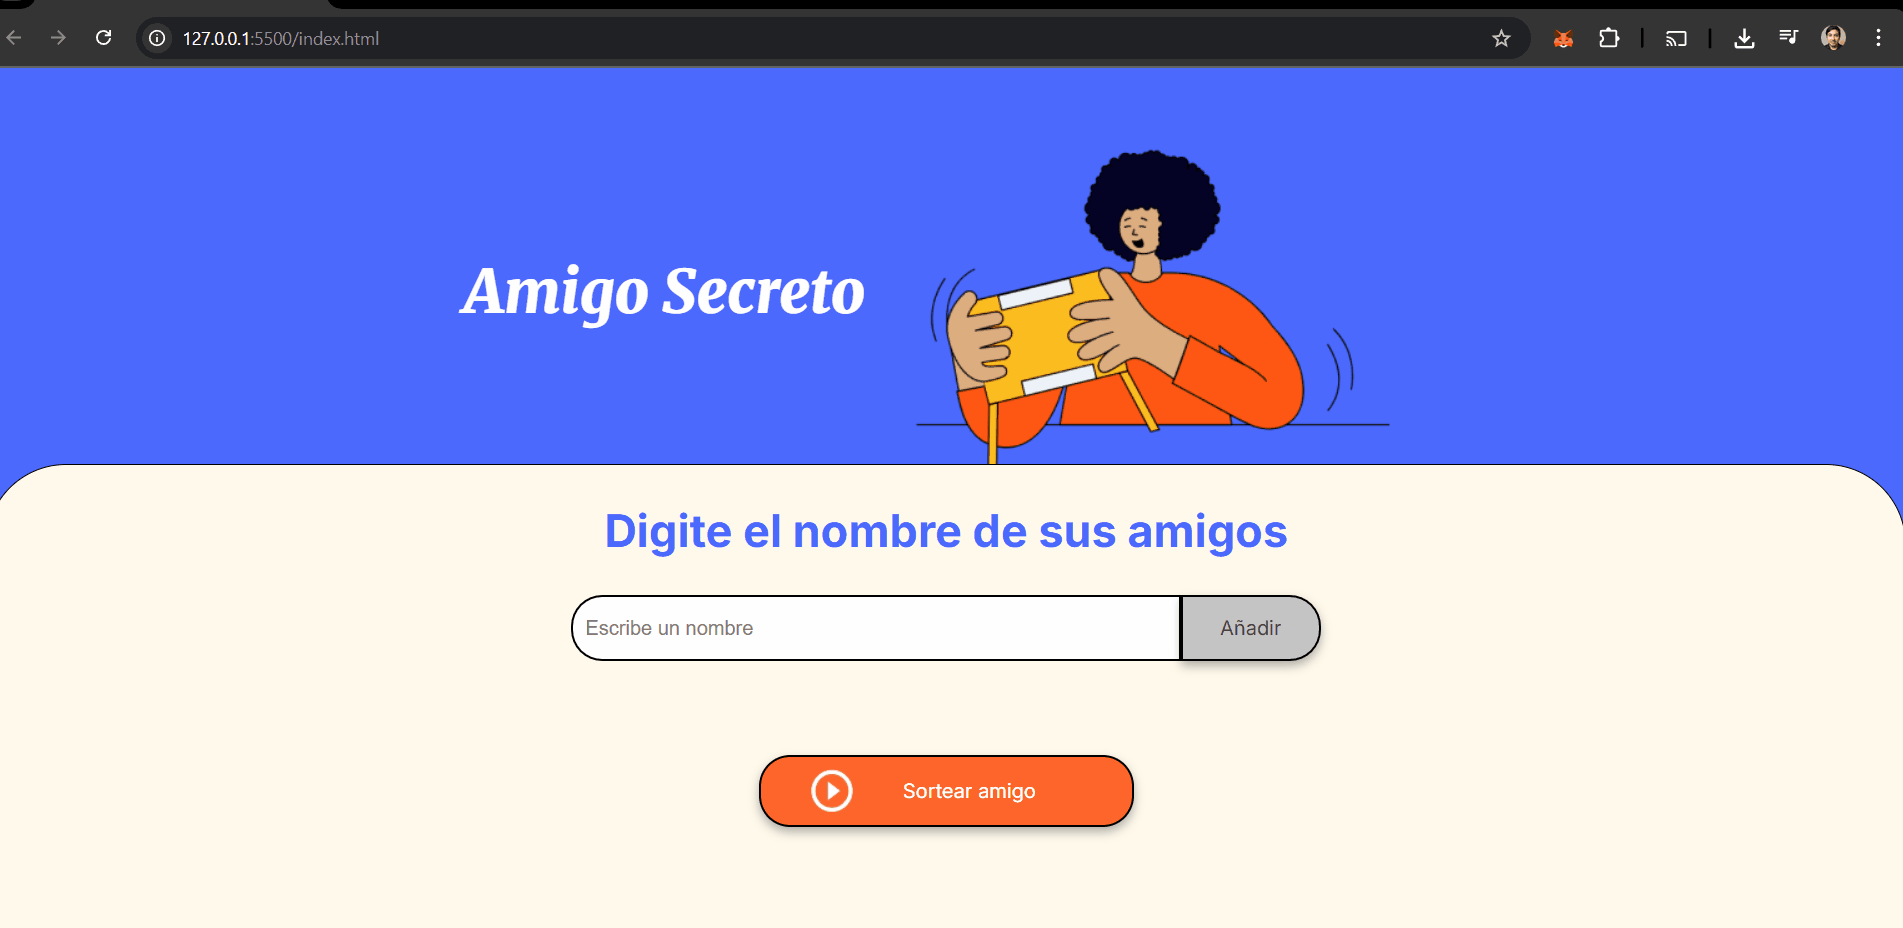 127.0.0.1:5500/index.html
Amigo Secreto
Digite el nombre de sus amigos
Escribe un nombre
Añadir
Sortear amigo